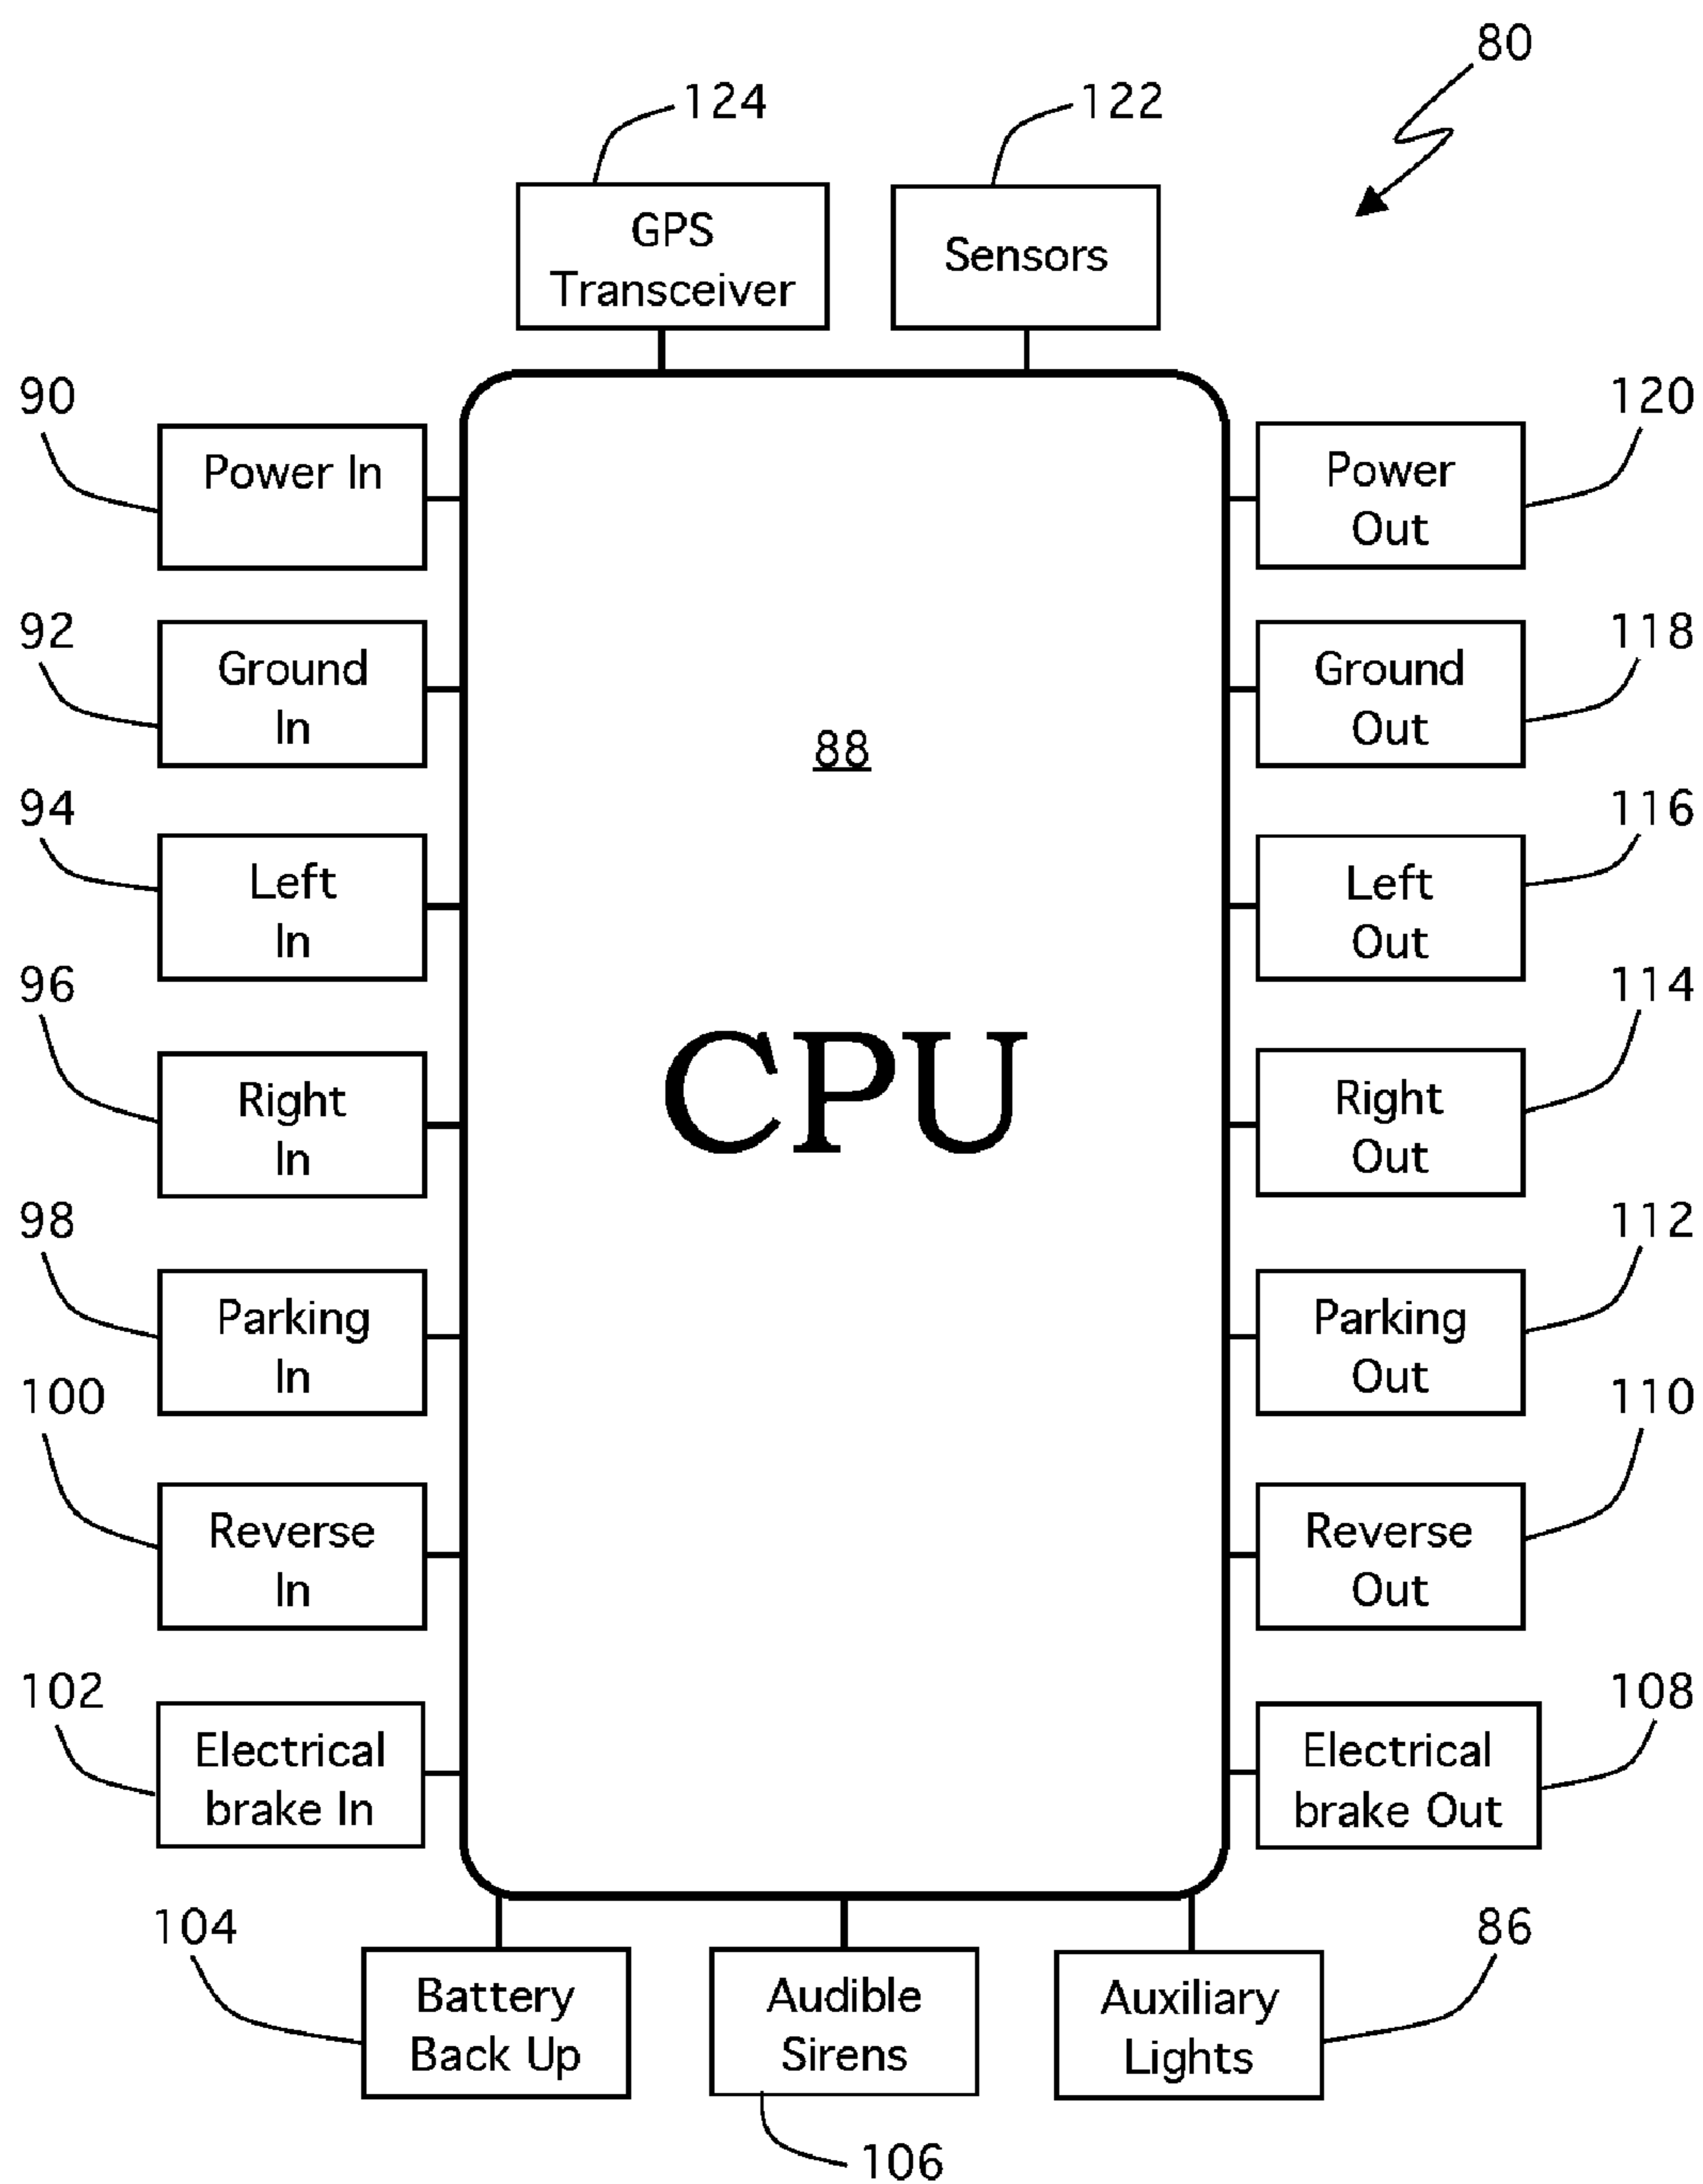 80
124
122
GPS
Transceiver
Sensors
90
Power In
120
Power
Out
92
Ground
In
118
Ground
Out
88
94
Left
In
116
Left
Out
96
Right
In
114
Right
Out
CPU
98
Parking
In
112
Parking
Out
100
Reverse
In
110
Reverse
Out
102
Electrical
brake In
108
Electrical
brake Out
104
Battery
Back Up
Audible
Sirens
86
Auxiliary
Lights
106